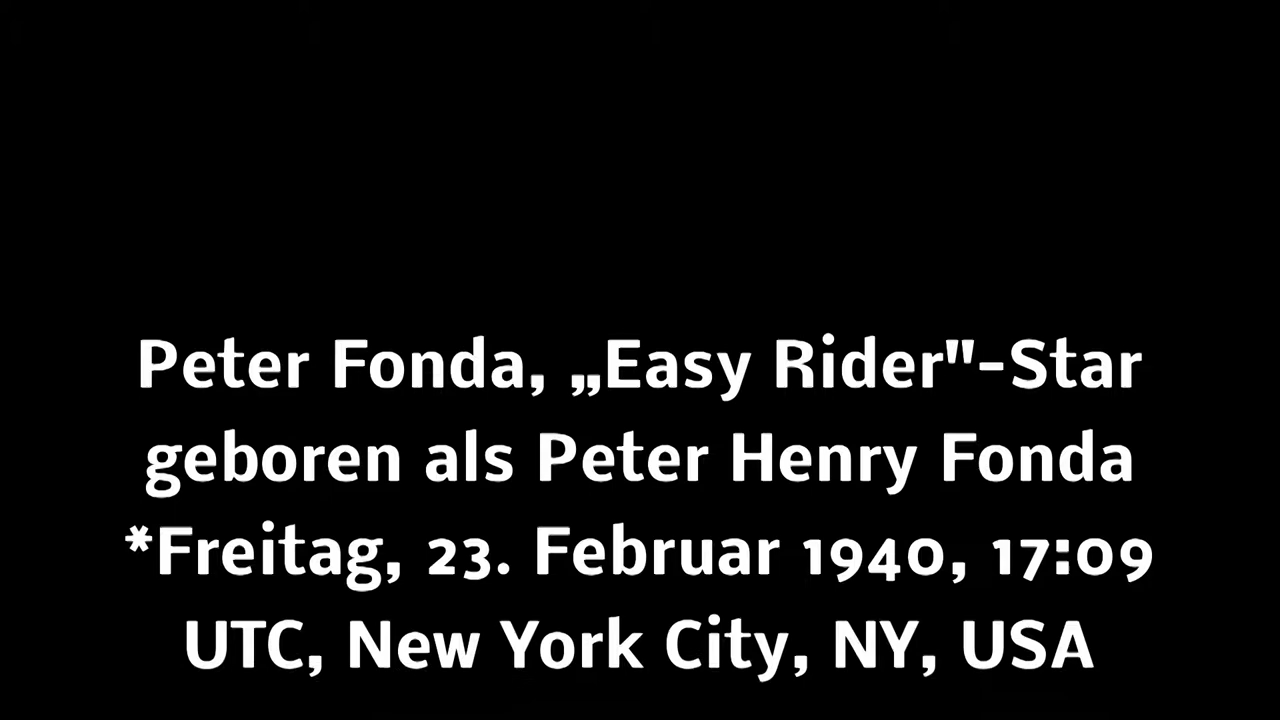 Peter Fonda, „Easy Rider"-Star
geboren als Peter Henry Fonda
*Freitag, 23. Februar 1940, 17:09
UTC, New York City, NY, USA